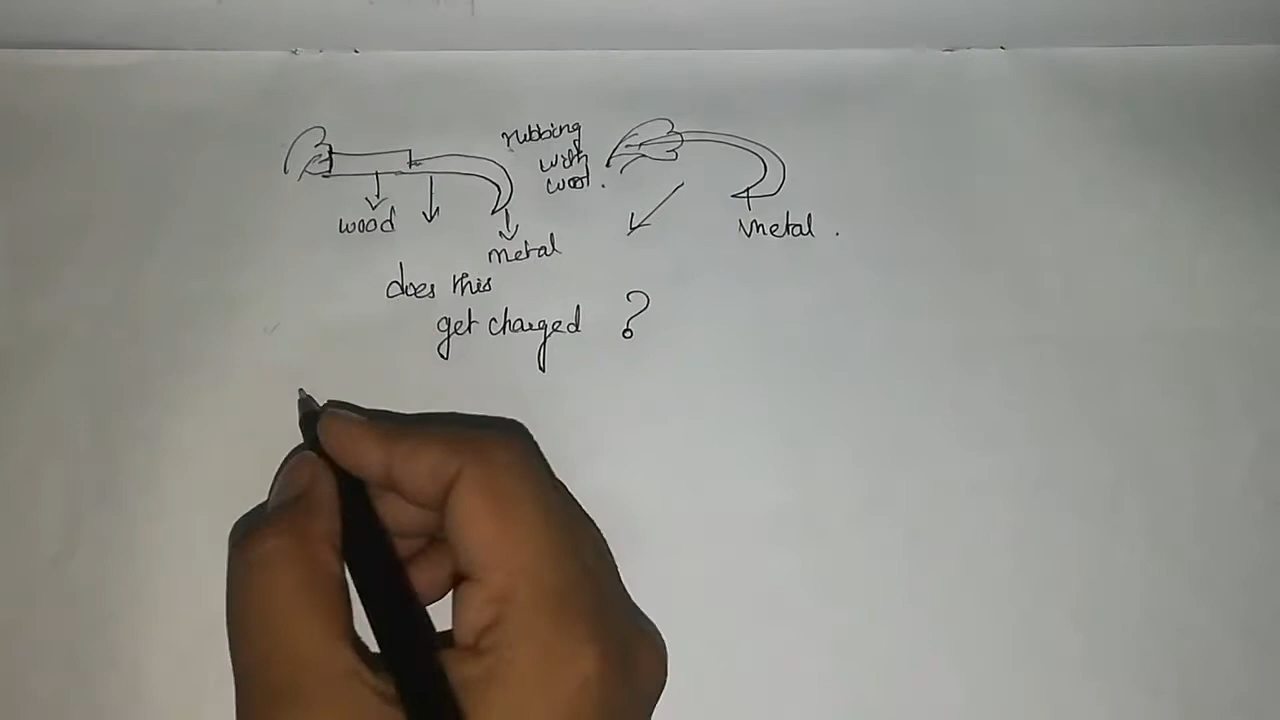 rubbing
with
wool.
wood
metal
metal.
does this
get charged ?